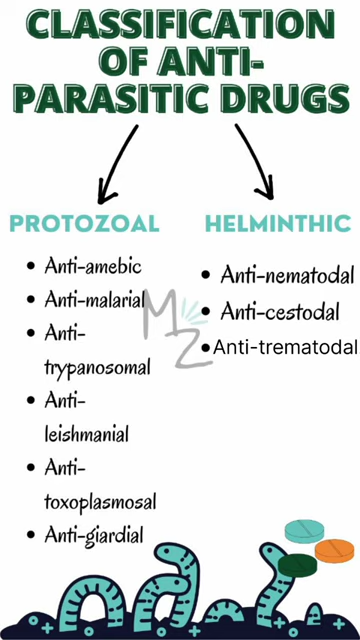 CLASSIFICATION
OF ANTI-
PARASITIC DRUGS
PROTOZOAL
• Anti-amebic
• Anti-malarial
• Anti-
trypanosomal
• Anti-
leishmanial
• Anti-
toxoplasmosal
• Anti-giardial
HELMINTHIC
• Anti-nematodal
• Anti-cestodal
• Anti-trematodal
MZ